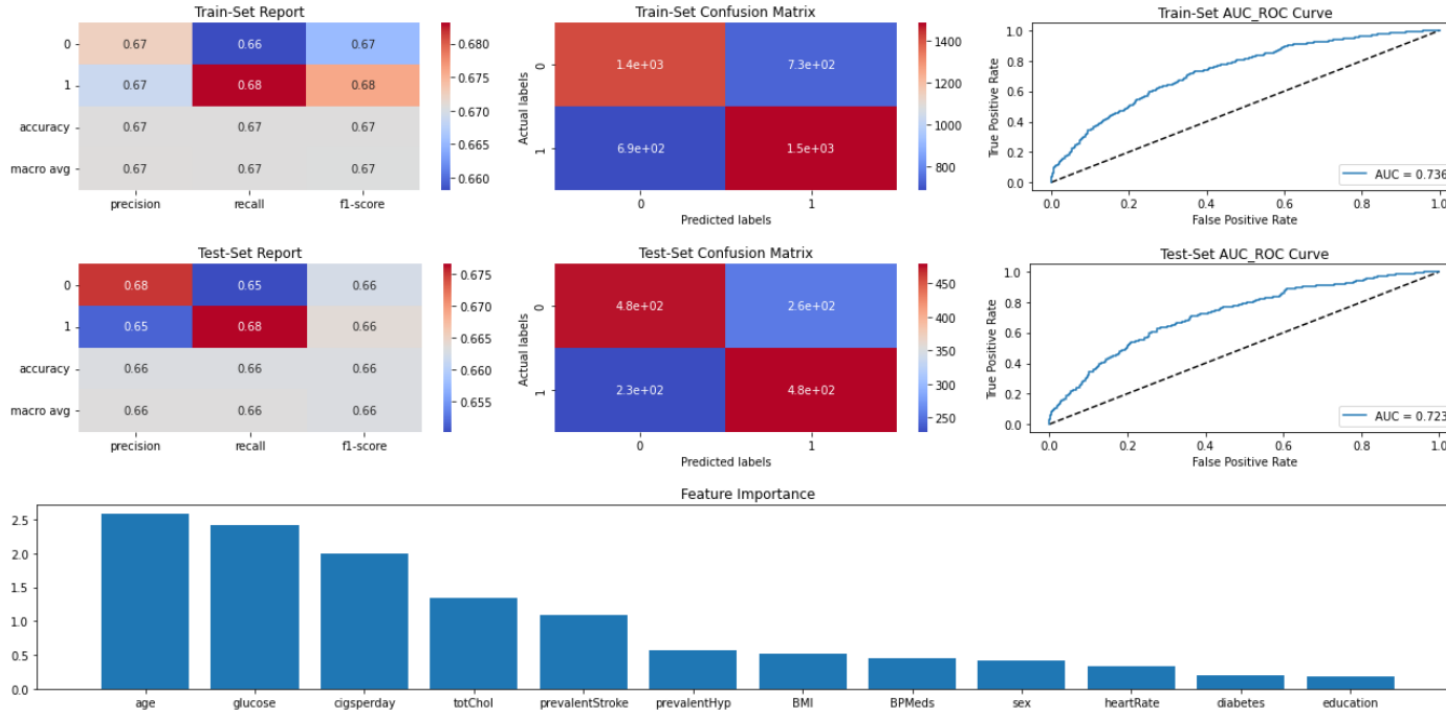 Train-Set Report
0
0.67
0.66
0.67
1
0.67
0.68
0.68
accuracy
0.67
0.67
0.67
macro avg
0.67
0.67
0.67
precision
recall
f1-score
0.680
0.675
0.670
0.665
0.660
Train-Set Confusion Matrix
Actual labels
0
1.4e+03
7.3e+02
1
6.9e+02
1.5e+03
0
1
Predicted labels
1400
1200
1000
800
Train-Set AUC_ROC Curve
True Positive Rate
1.0
0.8
0.6
0.4
0.2
0.0
AUC = 0.736
0.0
0.2
0.4
0.6
0.8
1.0
False Positive Rate
Test-Set Report
0
0.68
0.65
0.66
1
0.65
0.68
0.66
accuracy
0.66
0.66
0.66
macro avg
0.66
0.66
0.66
precision
recall
f1-score
0.675
0.670
0.665
0.660
0.655
Test-Set Confusion Matrix
Actual labels
0
4.8e+02
2.6e+02
1
2.3e+02
4.8e+02
0
1
Predicted labels
450
400
350
300
250
Test-Set AUC_ROC Curve
True Positive Rate
1.0
0.8
0.6
0.4
0.2
0.0
AUC = 0.723
0.0
0.2
0.4
0.6
0.8
1.0
False Positive Rate
Feature Importance
2.5
2.0
1.5
1.0
0.5
0.0
age
glucose
cigsperday
totChol
prevalentStroke
prevalentHyp
BMI
BPMeds
sex
heartRate
diabetes
education